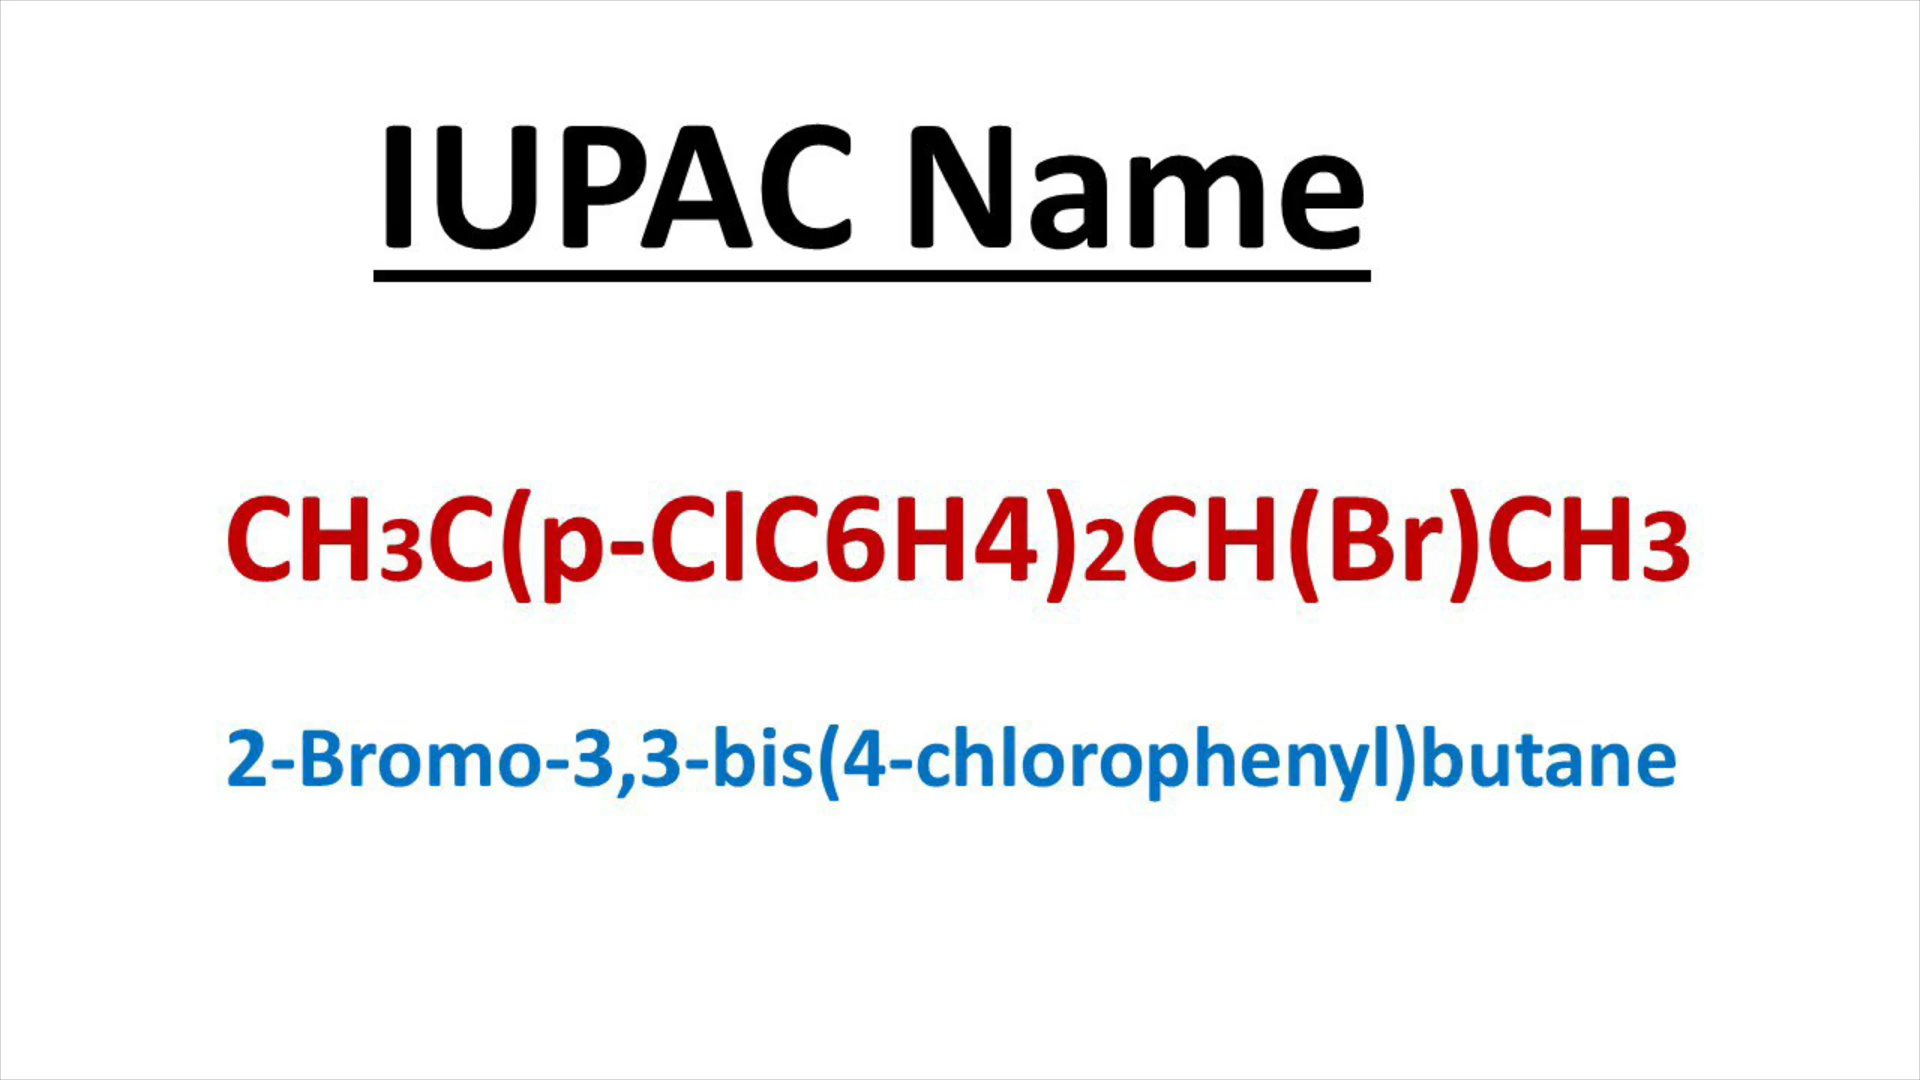 IUPAC Name
CH3C(p-ClC6H4)2CH(Br)CH3
2-Bromo-3,3-bis(4-chlorophenyl)butane